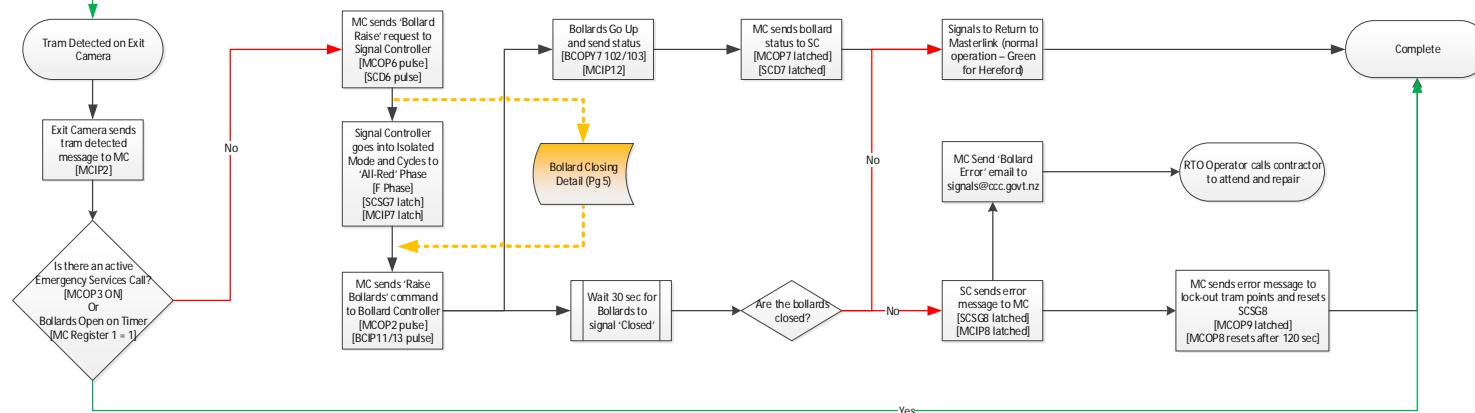 Tram Detected on Exit
Camera
Exit Camera sends
tram detected
message to MC
[MCIP2]
Is there an active
Emergency Services Call?
[MCOP3 ON]
Or
Bollards Open on Timer
[MC Register 1 = 1]
No
MC sends ‘Bollard
Raise’ request to
Signal Controller
[MCOP6 pulse]
[SCD6 pulse]
Signal Controller
goes into Isolated
Mode and Cycles to
‘All-Red’ Phase
[F Phase]
[SCSG7 latch]
[MCIP7 latch]
MC sends ‘Raise
Bollards’ command
to Bollard Controller
[MCOP2 pulse]
[BCIP11/13 pulse]
Bollard Closing
Detail (Pg 5)
Bollards Go Up
and send status
[BCOPY7 102/103]
[MCIP12]
Wait 30 sec for
Bollards to
signal ‘Closed’
MC sends bollard
status to SC
[MCOP7 latched]
[SCD7 latched]
Are the bollards
closed?
No
No
Signals to Return to
Masterlink (normal
operation – Green
for Hereford)
MC Send ‘Bollard
Error’ email to
signals@ccc.govt.nz
SC sends error
message to MC
[SCSG8 latched]
[MCIP8 latched]
RTO Operator calls contractor
to attend and repair
MC sends error message to
lock-out tram points and resets
SCSG8
[MCOP9 latched]
[MCOP8 resets after 120 sec]
Complete
Yes